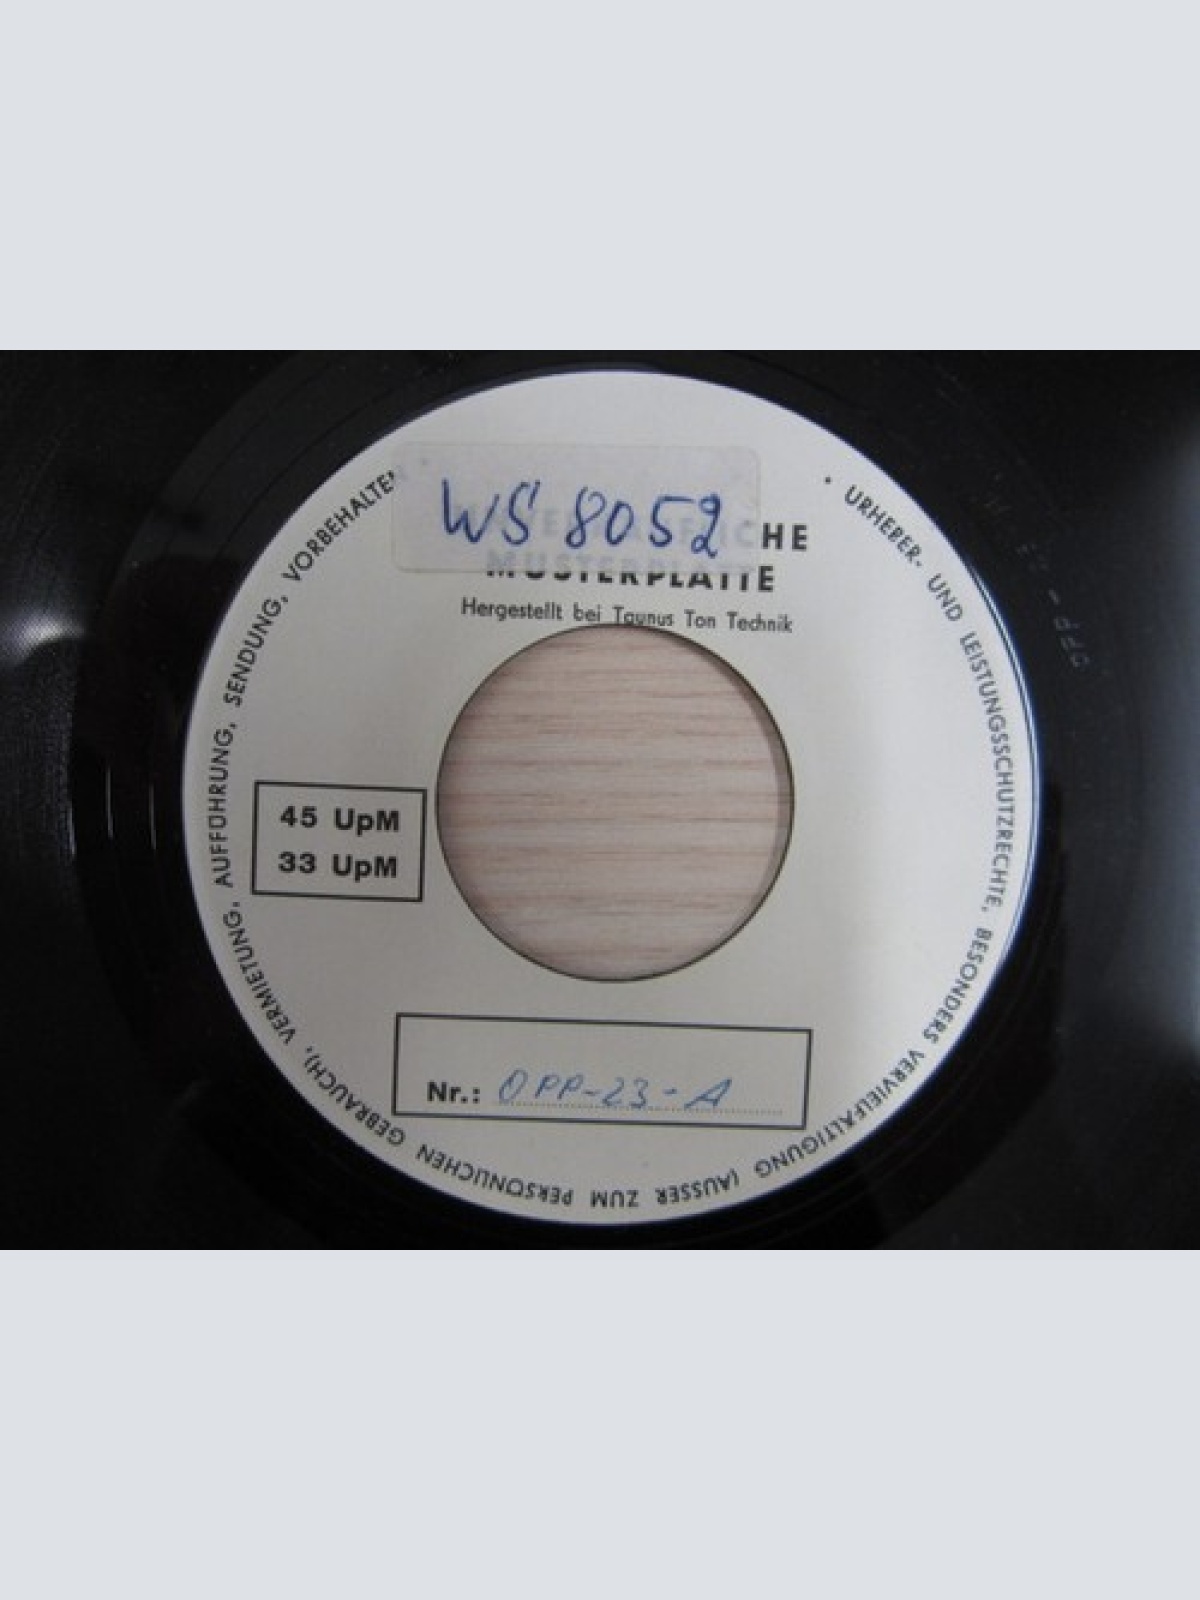 WS 8052
UNVERKÄUFLICHE
MUSTERPLATTE
Hergestellt bei Taunus Ton Technik
45 UpM
33 UpM
Nr.: OPP-23-A
· URHEBER- UND LEISTUNGSSCHUTZRECHTE, BESONDERS VERVIELFÄLTIGUNG (AUSSER ZUM PERSÖNLICHEN GEBRAUCH), VERMIETUNG, AUFFÜHRUNG, SENDUNG, VORBEHALTEN